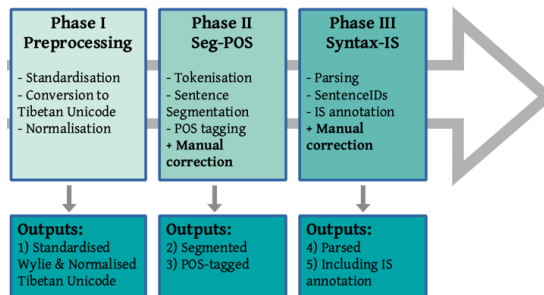 Phase I
Preprocessing
- Standardisation
- Conversion to
Tibetan Unicode
- Normalisation
Phase II
Seg-POS
- Tokenisation
- Sentence
Segmentation
- POS tagging
+ Manual
correction
Phase III
Syntax-IS
- Parsing
- SentenceIDs
- IS annotation
+ Manual
correction
Outputs:
1) Standardised
Wylie & Normalised
Tibetan Unicode
Outputs:
2) Segmented
3) POS-tagged
Outputs:
4) Parsed
5) Including IS
annotation